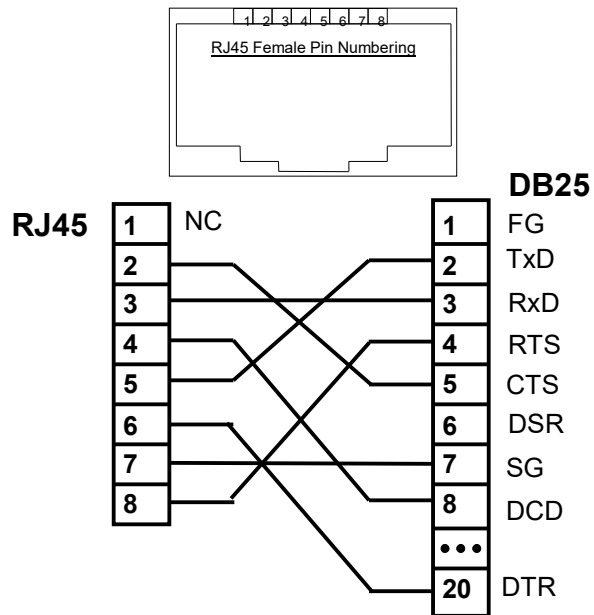 1 2 3 4 5 6 7 8
RJ45 Female Pin Numbering
DB25
RJ45 1 NC 1 FG
2 2 TxD
3 3 RxD
4 4 RTS
5 5 CTS
6 6 DSR
7 7 SG
8 8 DCD
•••
20 DTR